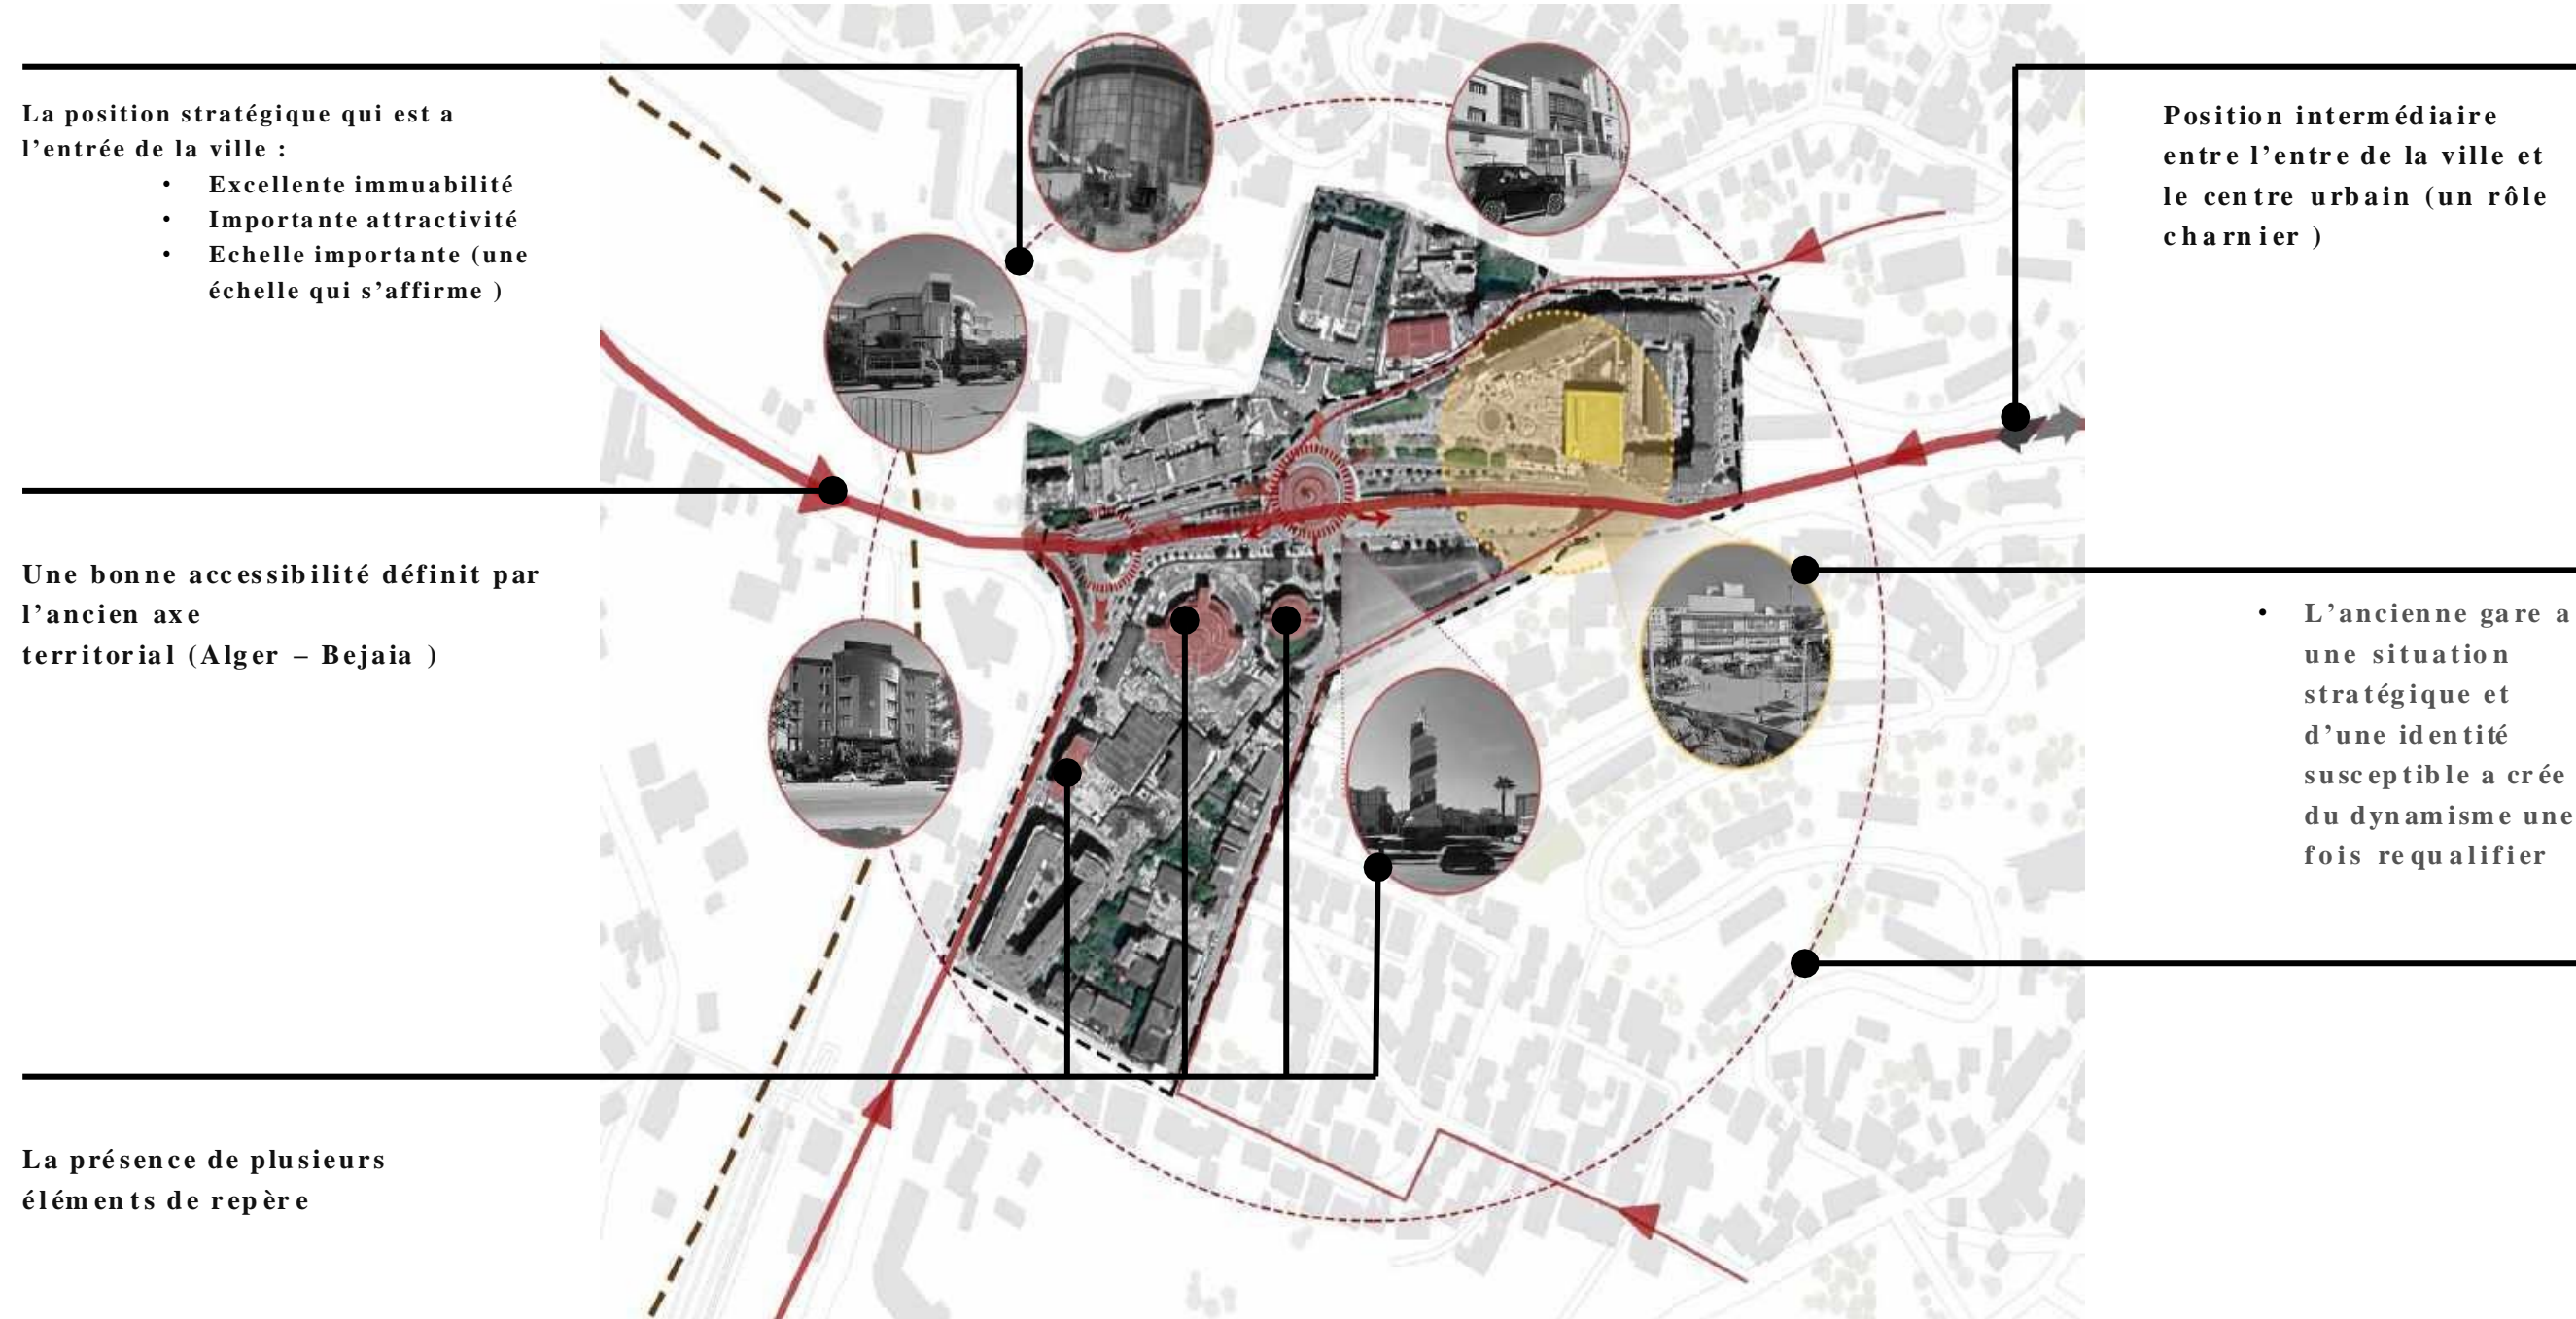 La position stratégique qui est a
l’entrée de la ville :
• Excellente immuabilité
• Importante attractivité
• Echelle importante (une
échelle qui s’affirme )
Une bonne accessibilité définit par
l’ancien axe
territorial (Alger – Bejaia )
La présence de plusieurs
éléments de repère
Position intermédiaire
entre l’entre de la ville et
le centre urbain (un rôle
charnier )
• L’ancienne gare a
une situation
stratégique et
d’une identité
susceptible a crée
du dynamisme une
fois requalifier